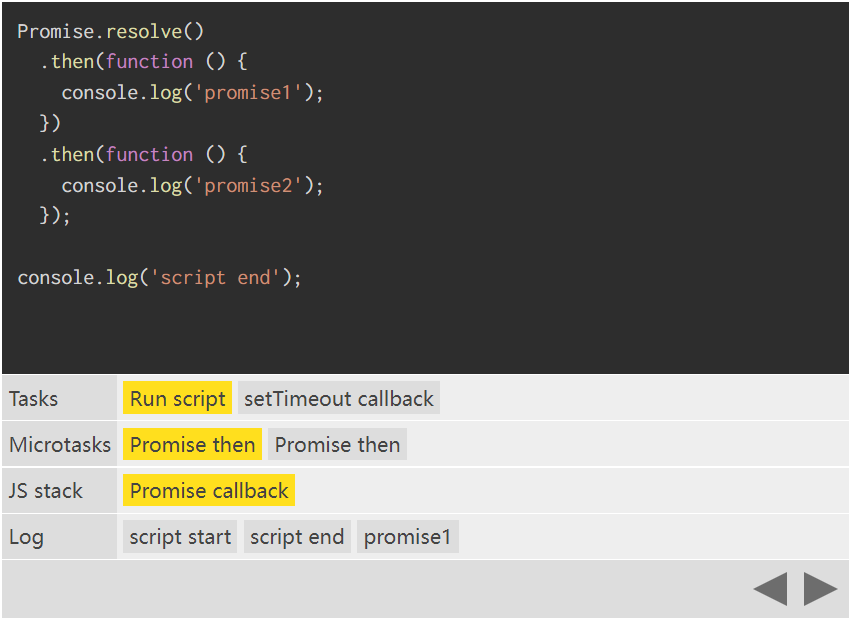 Promise.resolve()
  .then(function () {
    console.log('promise1');
  })
  .then(function () {
    console.log('promise2');
  });

console.log('script end');
Tasks Run script setTimeout callback
Microtasks Promise then Promise then
JS stack Promise callback
Log script start script end promise1